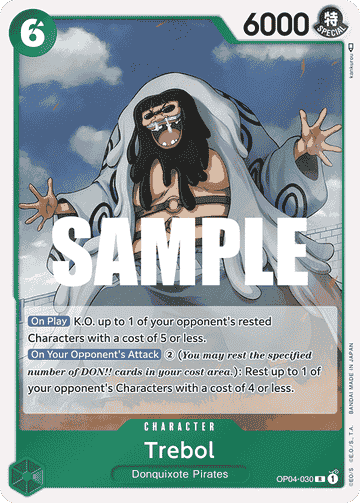 6
6000
特
SPECIAL
kankurou
SAMPLE
On Play K.O. up to 1 of your opponent's rested
Characters with a cost of 5 or less.
On Your Opponent's Attack ② (You may rest the specified
number of DON!! cards in your cost area.): Rest up to 1 of
your opponent's Characters with a cost of 4 or less.
©E.O./S. ©E.O./S., T.A. BANDAI MADE IN JAPAN
CHARACTER
Trebol
Donquixote Pirates
OP04-030 R 1